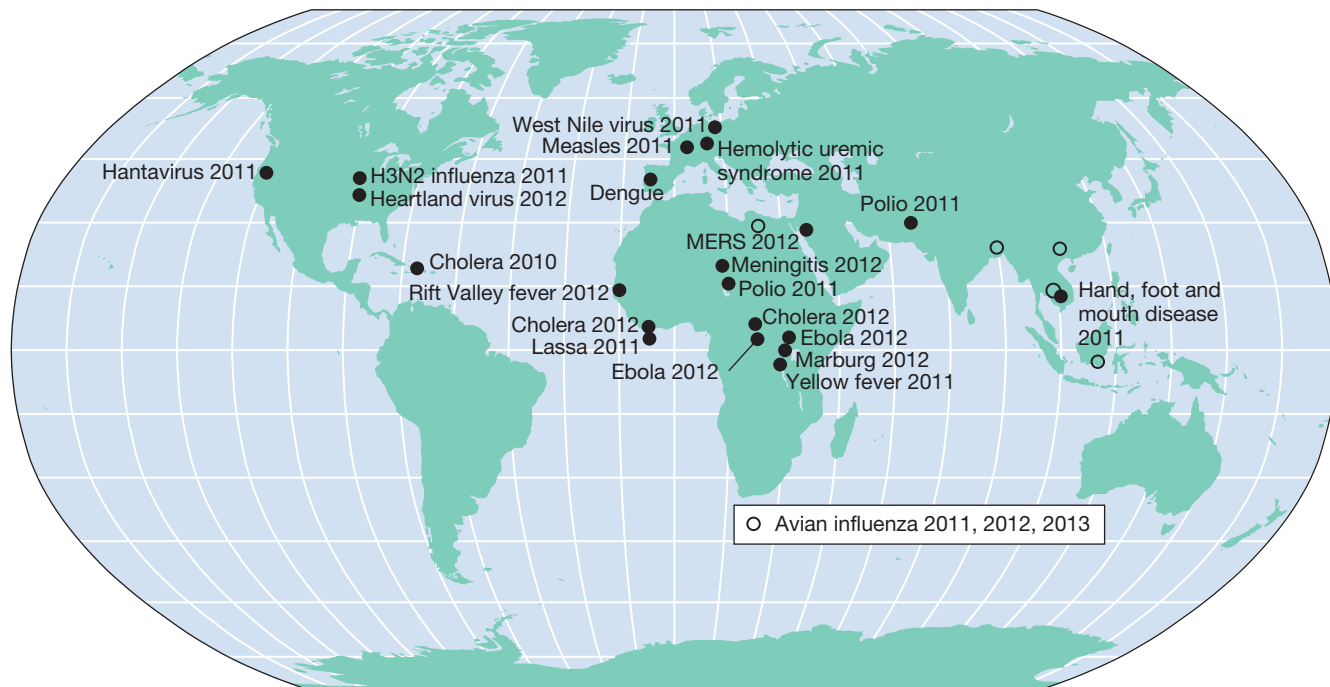 West Nile virus 2011
Measles 2011
Hemolytic uremic
syndrome 2011
Hantavirus 2011
H3N2 influenza 2011
Heartland virus 2012
Dengue
Polio 2011
MERS 2012
Cholera 2010
Meningitis 2012
Rift Valley fever 2012
Polio 2011
Hand, foot and
mouth disease
2011
Cholera 2012
Lassa 2011
Cholera 2012
Ebola 2012
Ebola 2012
Marburg 2012
Yellow fever 2011
Avian influenza 2011, 2012, 2013